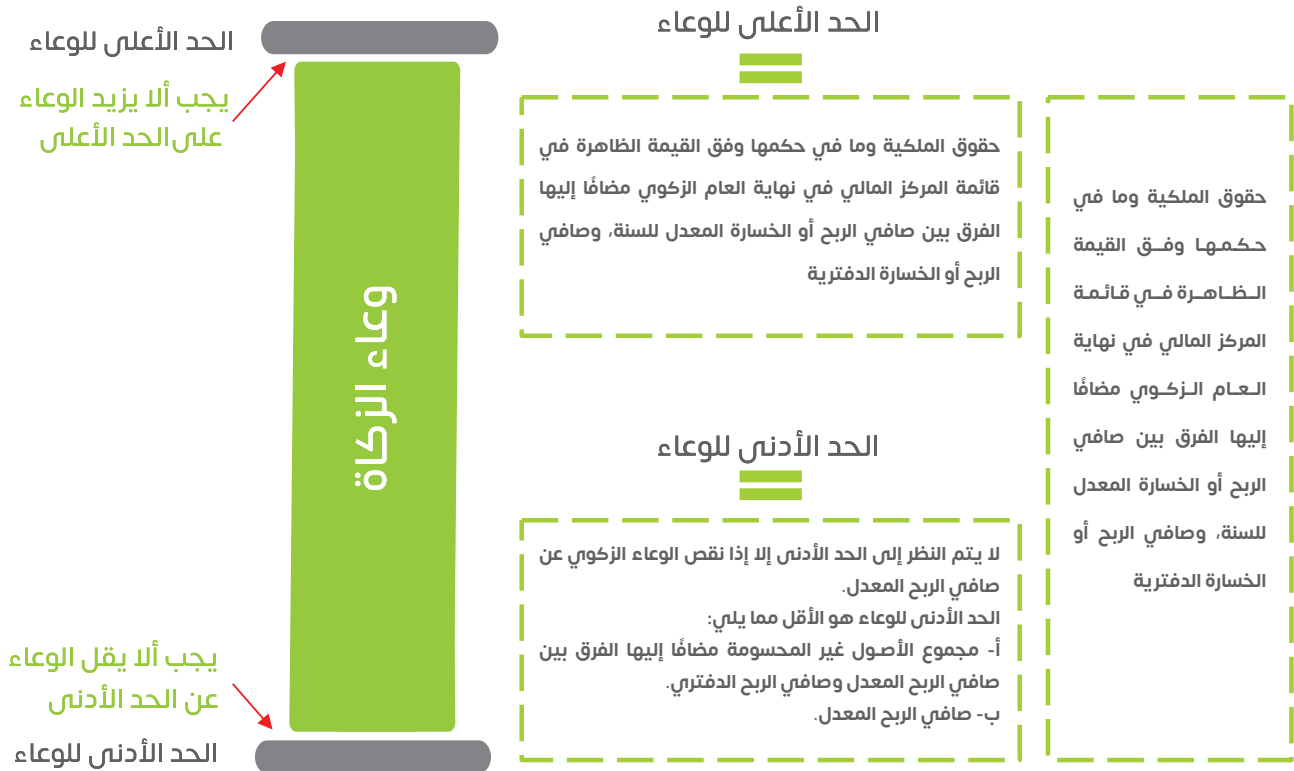 الحد الأعلى للوعاء
حقوق الملكية وما في
حكمها وفق القيمة
الظاهرة في قائمة
المركز المالي في نهاية
العام الزكوي مضافًا
إليها الفرق بين صافي
الربح أو الخسارة المعدل
للسنة، وصافي الربح أو
الخسارة الدفترية
حقوق الملكية وما في حكمها وفق القيمة الظاهرة في
قائمة المركز المالي في نهاية العام الزكوي مضافًا إليها
الفرق بين صافي الربح أو الخسارة المعدل للسنة، وصافي
الربح أو الخسارة الدفترية
الحد الأدنى للوعاء
لا يتم النظر إلى الحد الأدنى إلا إذا نقص الوعاء الزكوي عن
صافي الربح المعدل.
الحد الأدنى للوعاء هو الأقل مما يلي:
أ- مجموع الأصول غير المحسومة مضافًا إليها الفرق بين
صافي الربح المعدل وصافي الربح الدفتري.
ب- صافي الربح المعدل.
الحد الأعلى للوعاء
يجب ألا يزيد الوعاء
على الحد الأعلى
وعاء الزكاة
يجب ألا يقل الوعاء
عن الحد الأدنى
الحد الأدنى للوعاء